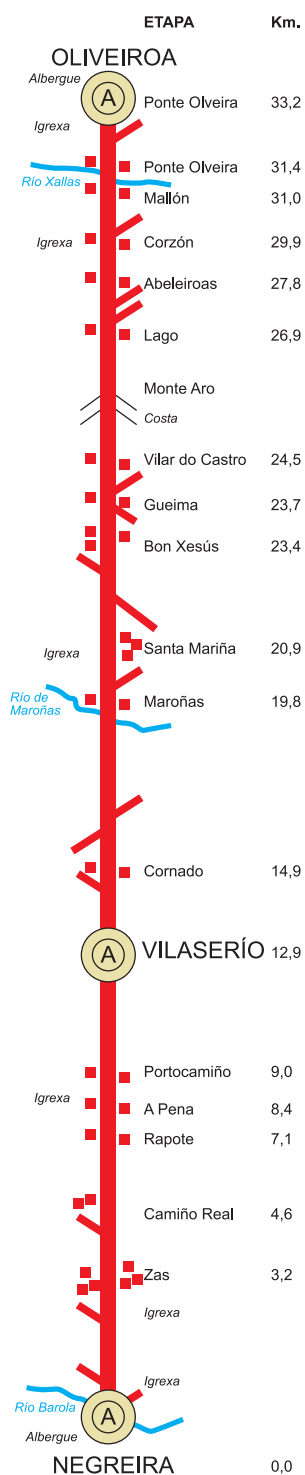 ETAPA Km.
OLIVEIROA
Albergue
A
Ponte Olveira 33,2
Igrexa
Ponte Olveira 31,4
Río Xallas
Mallón 31,0
Igrexa Corzón 29,9
Abeleiroas 27,8
Lago 26,9
Monte Aro
Costa
Vilar do Castro 24,5
Gueima 23,7
Bon Xesús 23,4
Igrexa Santa Mariña 20,9
Río de
Maroñas
Maroñas 19,8
Cornado 14,9
A VILASERÍO 12,9
Portocamiño 9,0
Igrexa
A Pena 8,4
Rapote 7,1
Camiño Real 4,6
Zas 3,2
Igrexa
Igrexa
Río Barola
A
Albergue
NEGREIRA 0,0